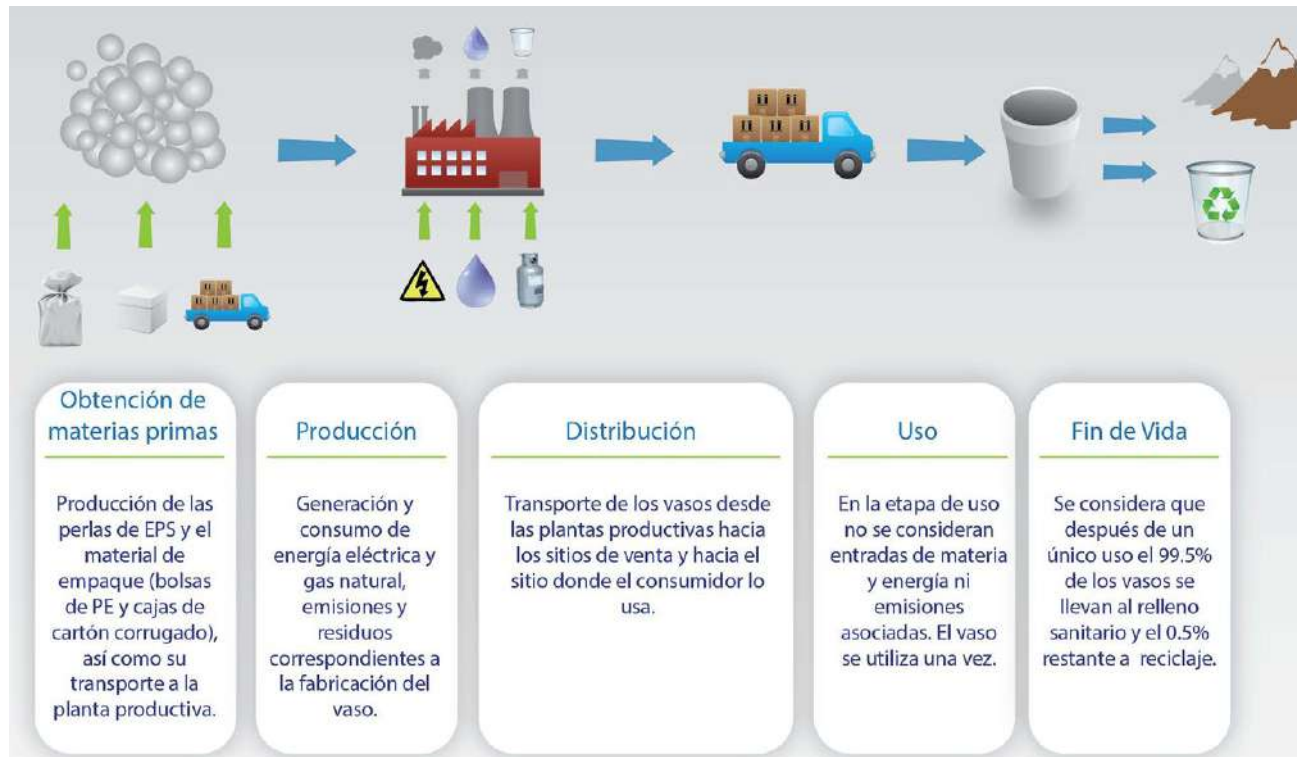 Obtención de
materias primas
Producción de las
perlas de EPS y el
material de
empaque (bolsas
de PE y cajas de
cartón corrugado),
así como su
transporte a la
planta productiva.
Producción
Generación y
consumo de
energía eléctrica y
gas natural,
emisiones y
residuos
correspondientes a
la fabricación del
vaso.
Distribución
Transporte de los vasos desde
las plantas productivas hacia
los sitios de venta y hacia el
sitio donde el consumidor lo
usa.
Uso
En la etapa de uso
no se consideran
entradas de materia
y energía ni
emisiones
asociadas. El vaso
se utiliza una vez.
Fin de Vida
Se considera que
después de un
único uso el 99.5%
de los vasos se
llevan al relleno
sanitario y el 0.5%
restante a reciclaje.